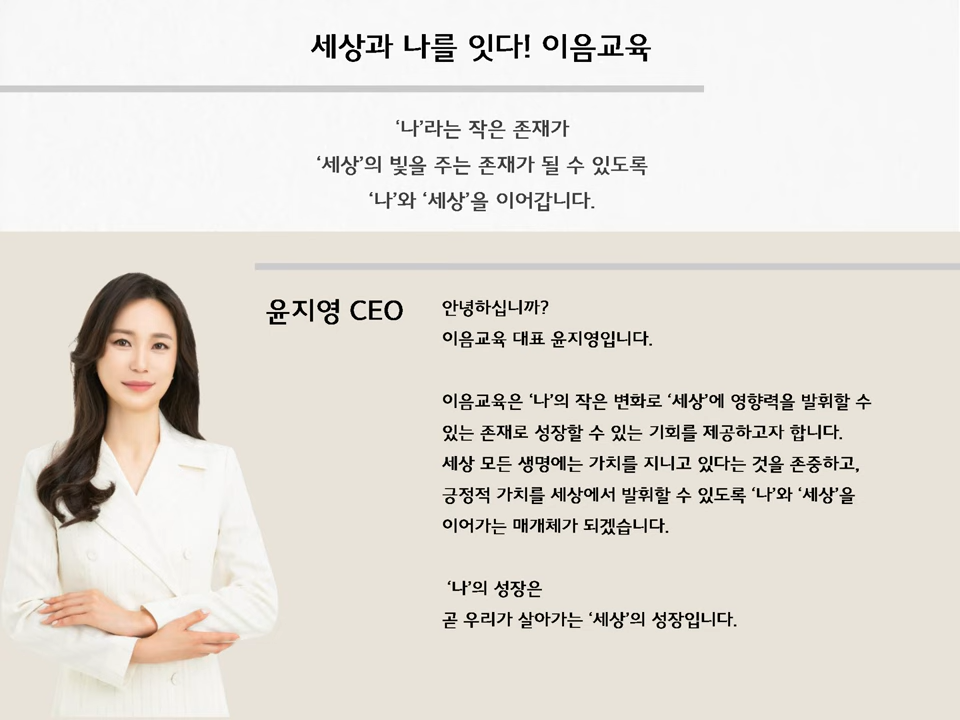 세상과 나를 잇다! 이음교육
‘나’라는 작은 존재가
‘세상’의 빛을 주는 존재가 될 수 있도록
‘나’와 ‘세상’을 이어갑니다.
윤지영 CEO
안녕하십니까?
이음교육 대표 윤지영입니다.
이음교육은 ‘나’의 작은 변화로 ‘세상’에 영향력을 발휘할 수
있는 존재로 성장할 수 있는 기회를 제공하고자 합니다.
세상 모든 생명에는 가치를 지니고 있다는 것을 존중하고,
긍정적 가치를 세상에서 발휘할 수 있도록 ‘나’와 ‘세상’을
이어가는 매개체가 되겠습니다.
‘나’의 성장은
곧 우리가 살아가는 ‘세상’의 성장입니다.